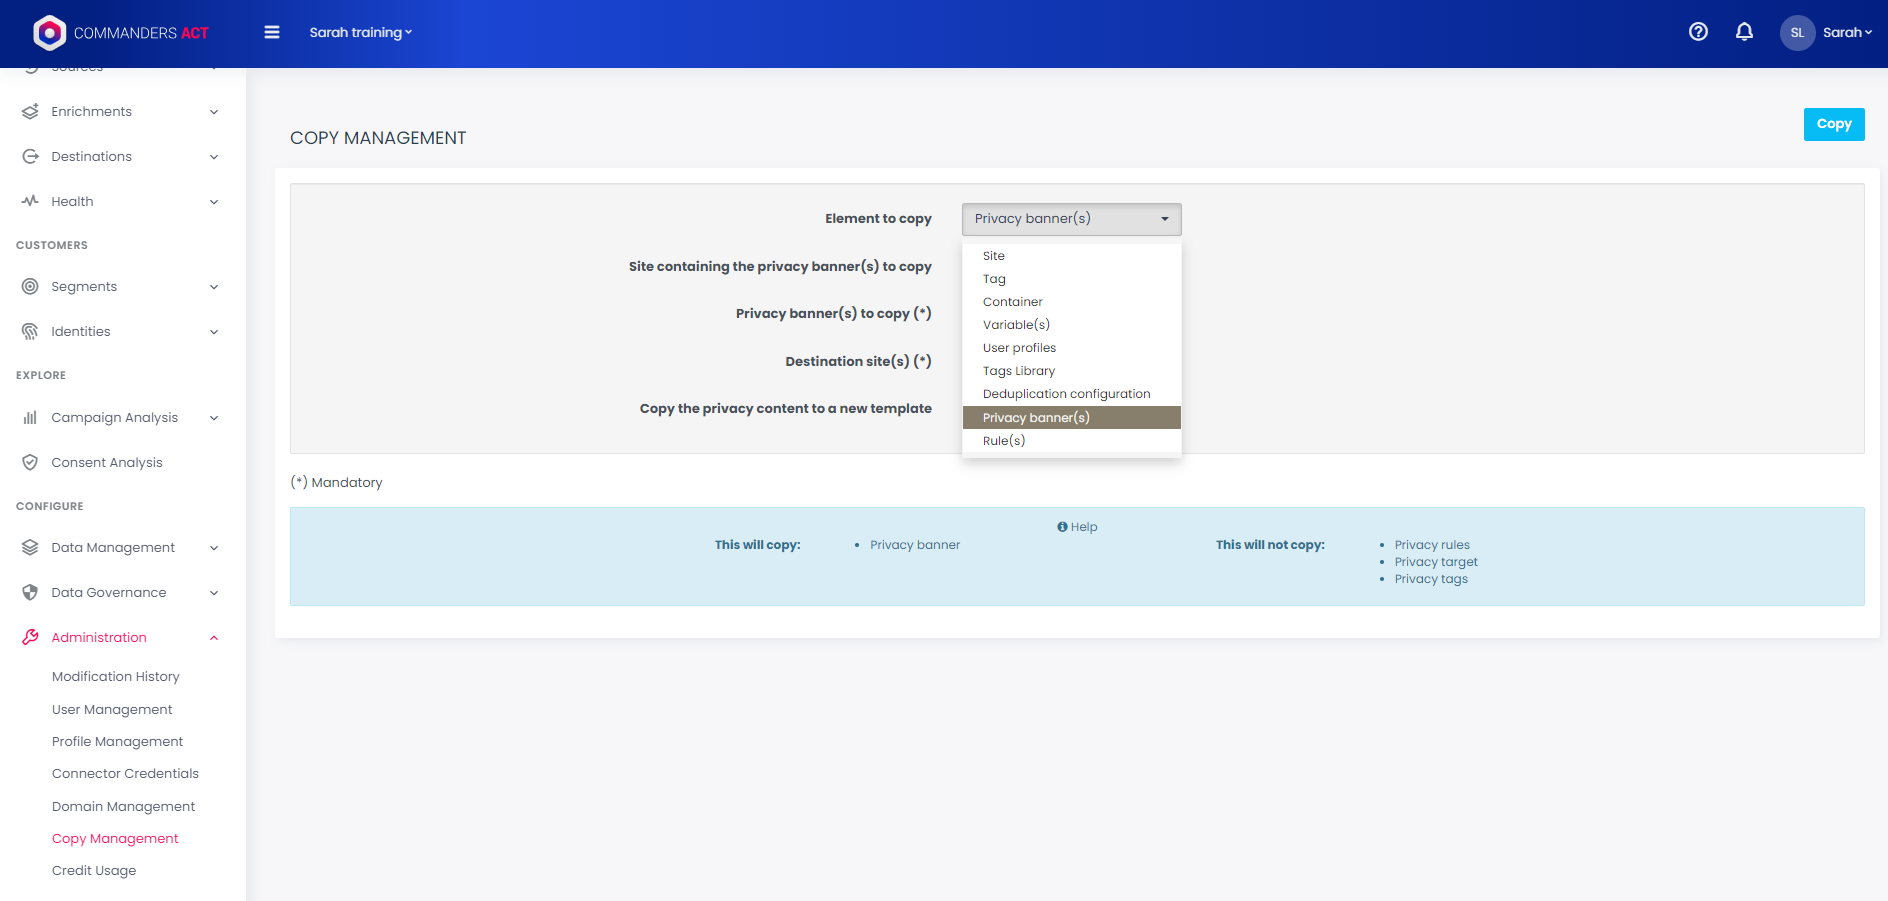 COMMANDERS ACT
Sarah training
SL
Sarah
Sources
Enrichments
Destinations
Health
CUSTOMERS
Segments
Identities
EXPLORE
Campaign Analysis
Consent Analysis
CONFIGURE
Data Management
Data Governance
Administration
Modification History
User Management
Profile Management
Connector Credentials
Domain Management
Copy Management
Credit Usage
COPY MANAGEMENT
Copy
Element to copy
Privacy banner(s)
Site
Tag
Container
Variable(s)
User profiles
Tags Library
Deduplication configuration
Privacy banner(s)
Rule(s)
Site containing the privacy banner(s) to copy
Privacy banner(s) to copy (*)
Destination site(s) (*)
Copy the privacy content to a new template
(*) Mandatory
Help
This will copy:
• Privacy banner
This will not copy:
• Privacy rules
• Privacy target
• Privacy tags